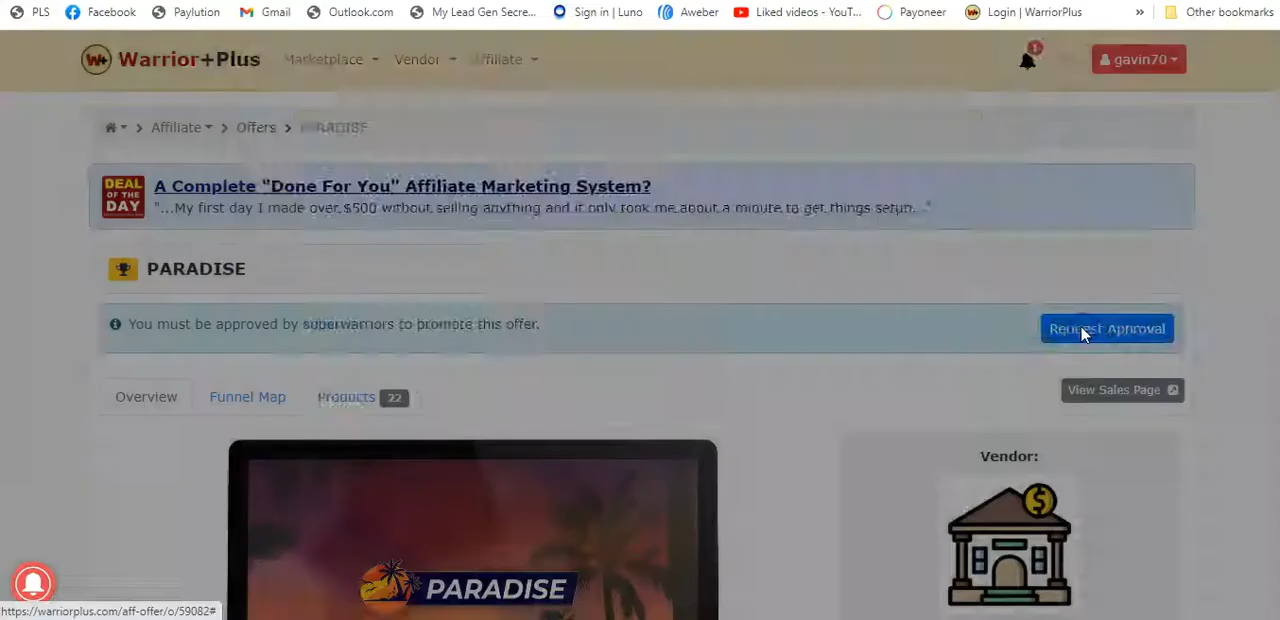 PLS Facebook Paylution Gmail Outlook.com My Lead Gen Secre... Sign in | Luno Aweber Liked videos - YouT... Payoneer Login | WarriorPlus » Other bookmarks
W+ Warrior+Plus Marketplace Vendor Affiliate 1 gavin70
Affiliate Offers PARADISE
DEAL OF THE DAY
A Complete "Done For You" Affiliate Marketing System?
"...My first day I made over $500 without selling anything and it only took me about a minute to get things setup..."
PARADISE
You must be approved by superwarriors to promote this offer. Request Approval
Overview Funnel Map Products 22 View Sales Page
Vendor:
$
PARADISE
https://warriorplus.com/aff-offer/o/59082#